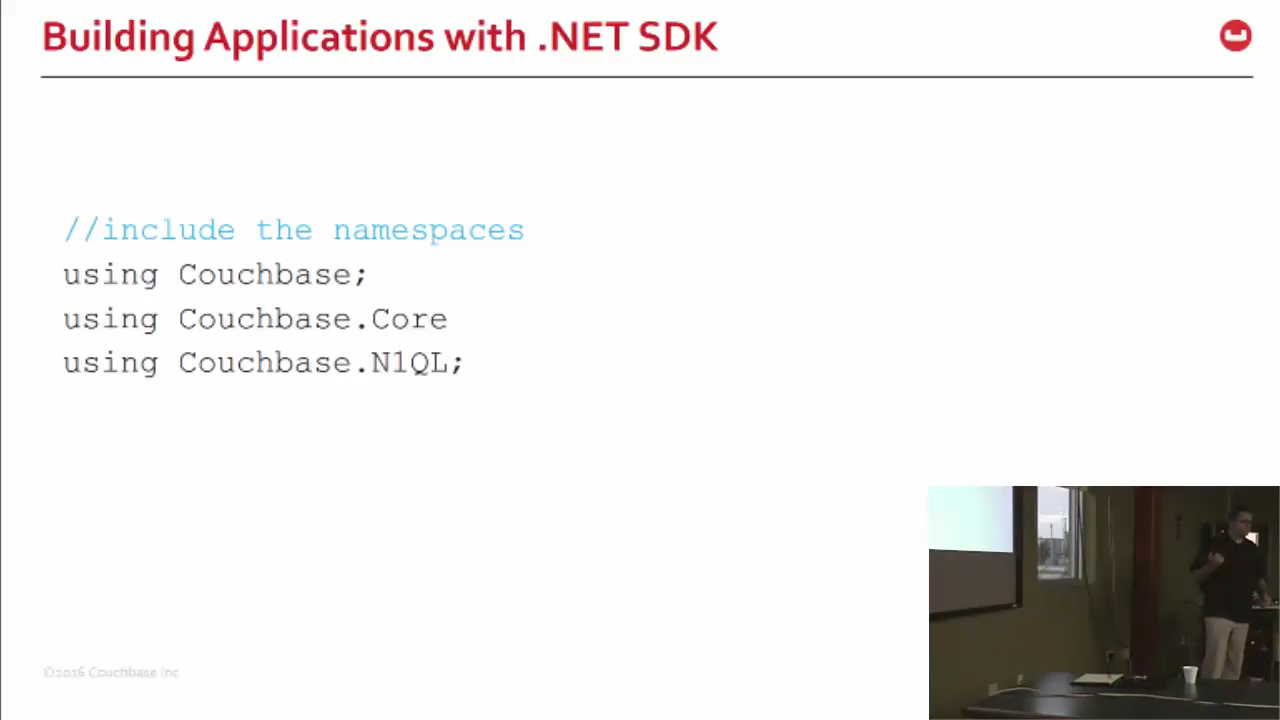 Building Applications with .NET SDK
//include the namespaces
using Couchbase;
using Couchbase.Core
using Couchbase.N1QL;
©2016 Couchbase Inc